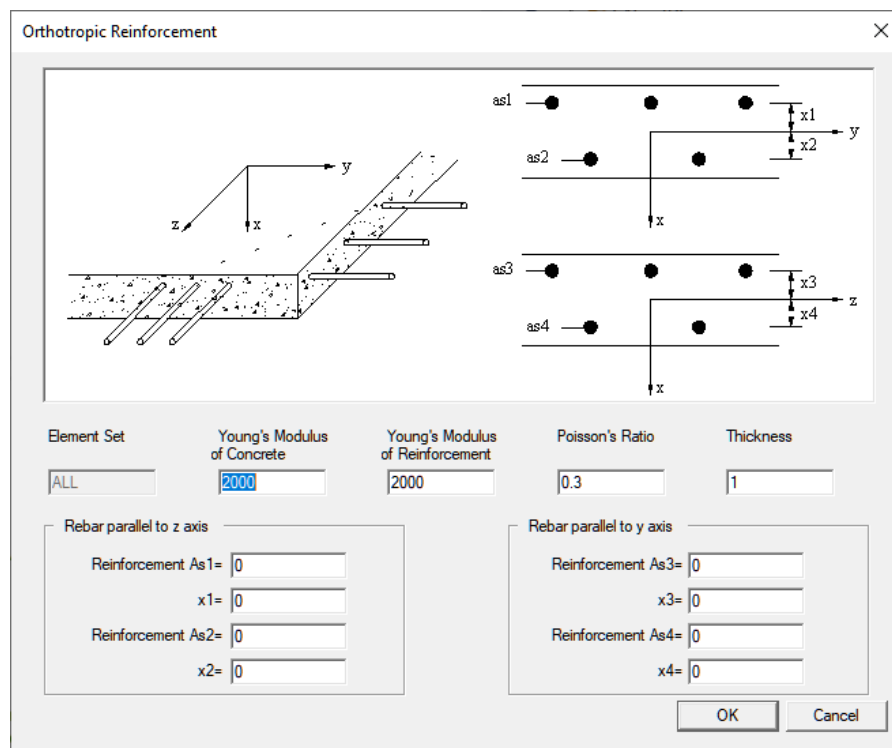 Orthotropic Reinforcement
as1
x1
y
as2
x2
x
y
z
x
as3
x3
z
as4
x4
x
Element Set
Young's Modulus
of Concrete
Young's Modulus
of Reinforcement
Poisson's Ratio
Thickness
ALL
2000
2000
0.3
1
Rebar parallel to z axis
Reinforcement As1= 0
x1= 0
Reinforcement As2= 0
x2= 0
Rebar parallel to y axis
Reinforcement As3= 0
x3= 0
Reinforcement As4= 0
x4= 0
OK
Cancel